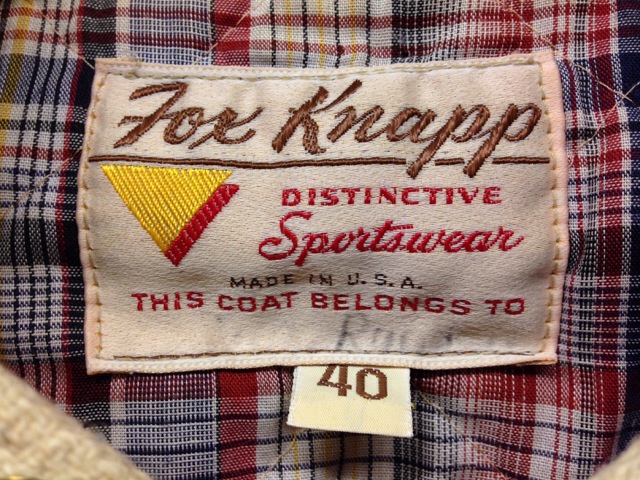 Fox Knapp
DISTINCTIVE
Sportswear
MADE IN U.S.A.
THIS COAT BELONGS TO
40